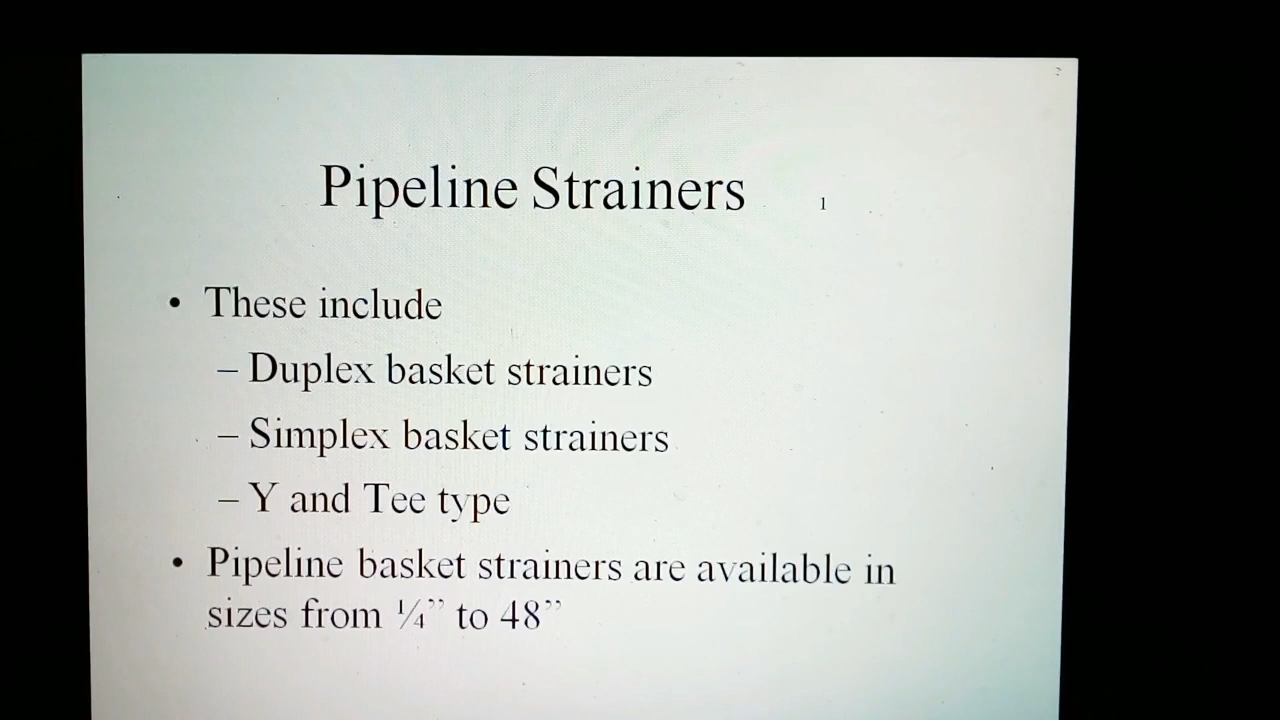 Pipeline Strainers 1
• These include
– Duplex basket strainers
– Simplex basket strainers
– Y and Tee type
• Pipeline basket strainers are available in
sizes from ¼” to 48”